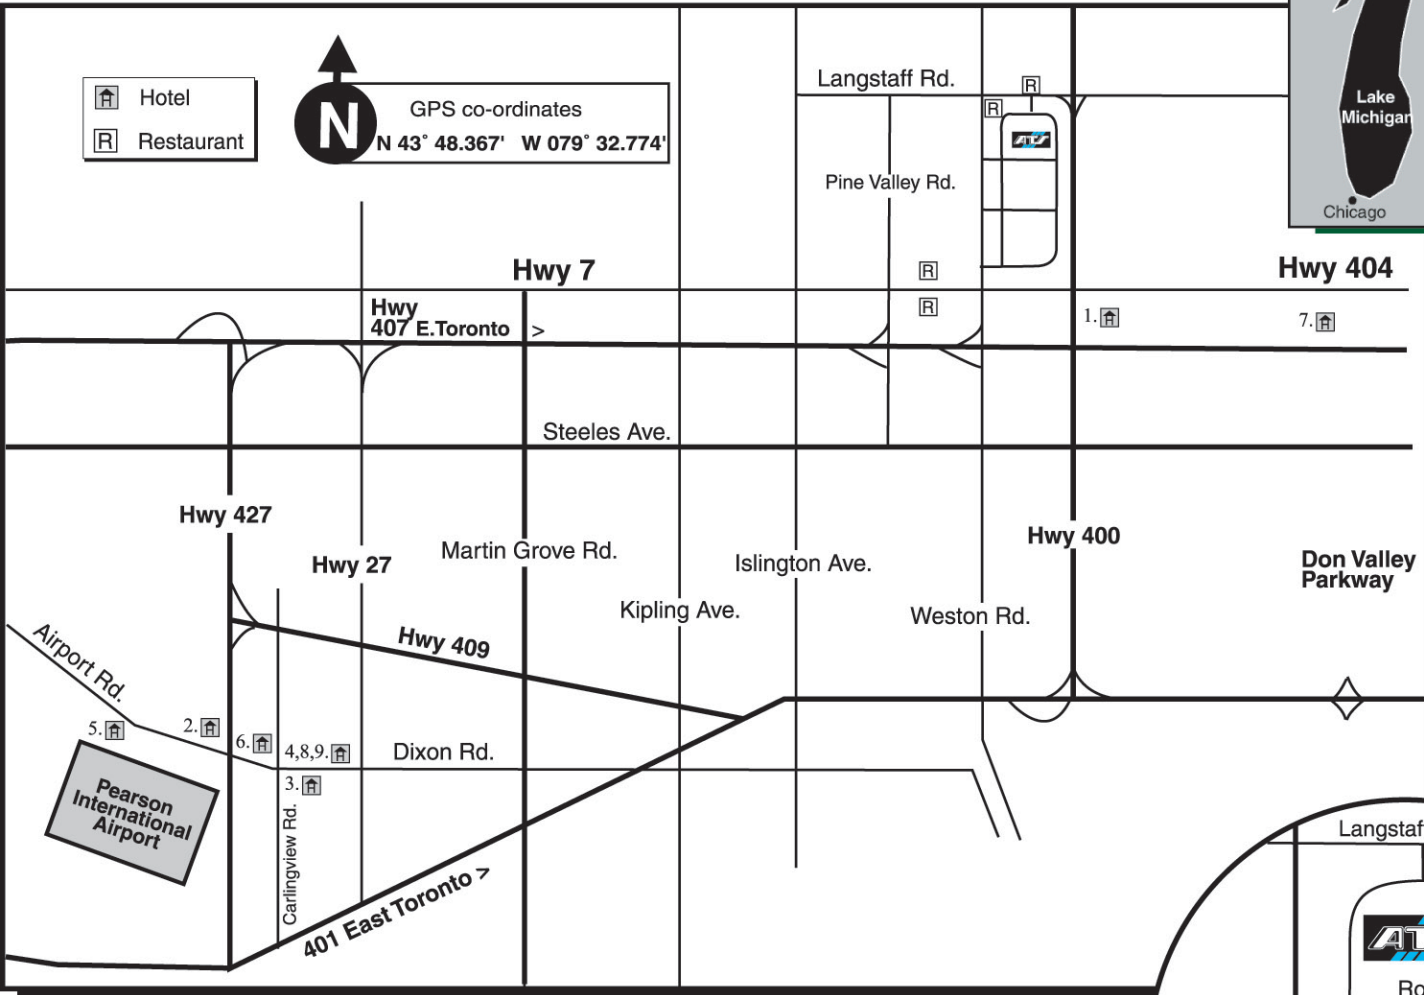 Hotel
R Restaurant
N
GPS co-ordinates
N 43° 48.367' W 079° 32.774'
Langstaff Rd.
R
R
ATS
Pine Valley Rd.
Lake
Michigan
Chicago
Hwy 7
R
Hwy 404
Hwy
407 E.Toronto >
R
1.
7.
Steeles Ave.
Hwy 427
Hwy 27
Martin Grove Rd.
Islington Ave.
Hwy 400
Don Valley
Parkway
Kipling Ave.
Weston Rd.
Airport Rd.
Hwy 409
5.
2.
6.
4,8,9.
Dixon Rd.
3.
Pearson
International
Airport
Carlingview Rd.
401 East Toronto >
Langstaf
AT
Ro